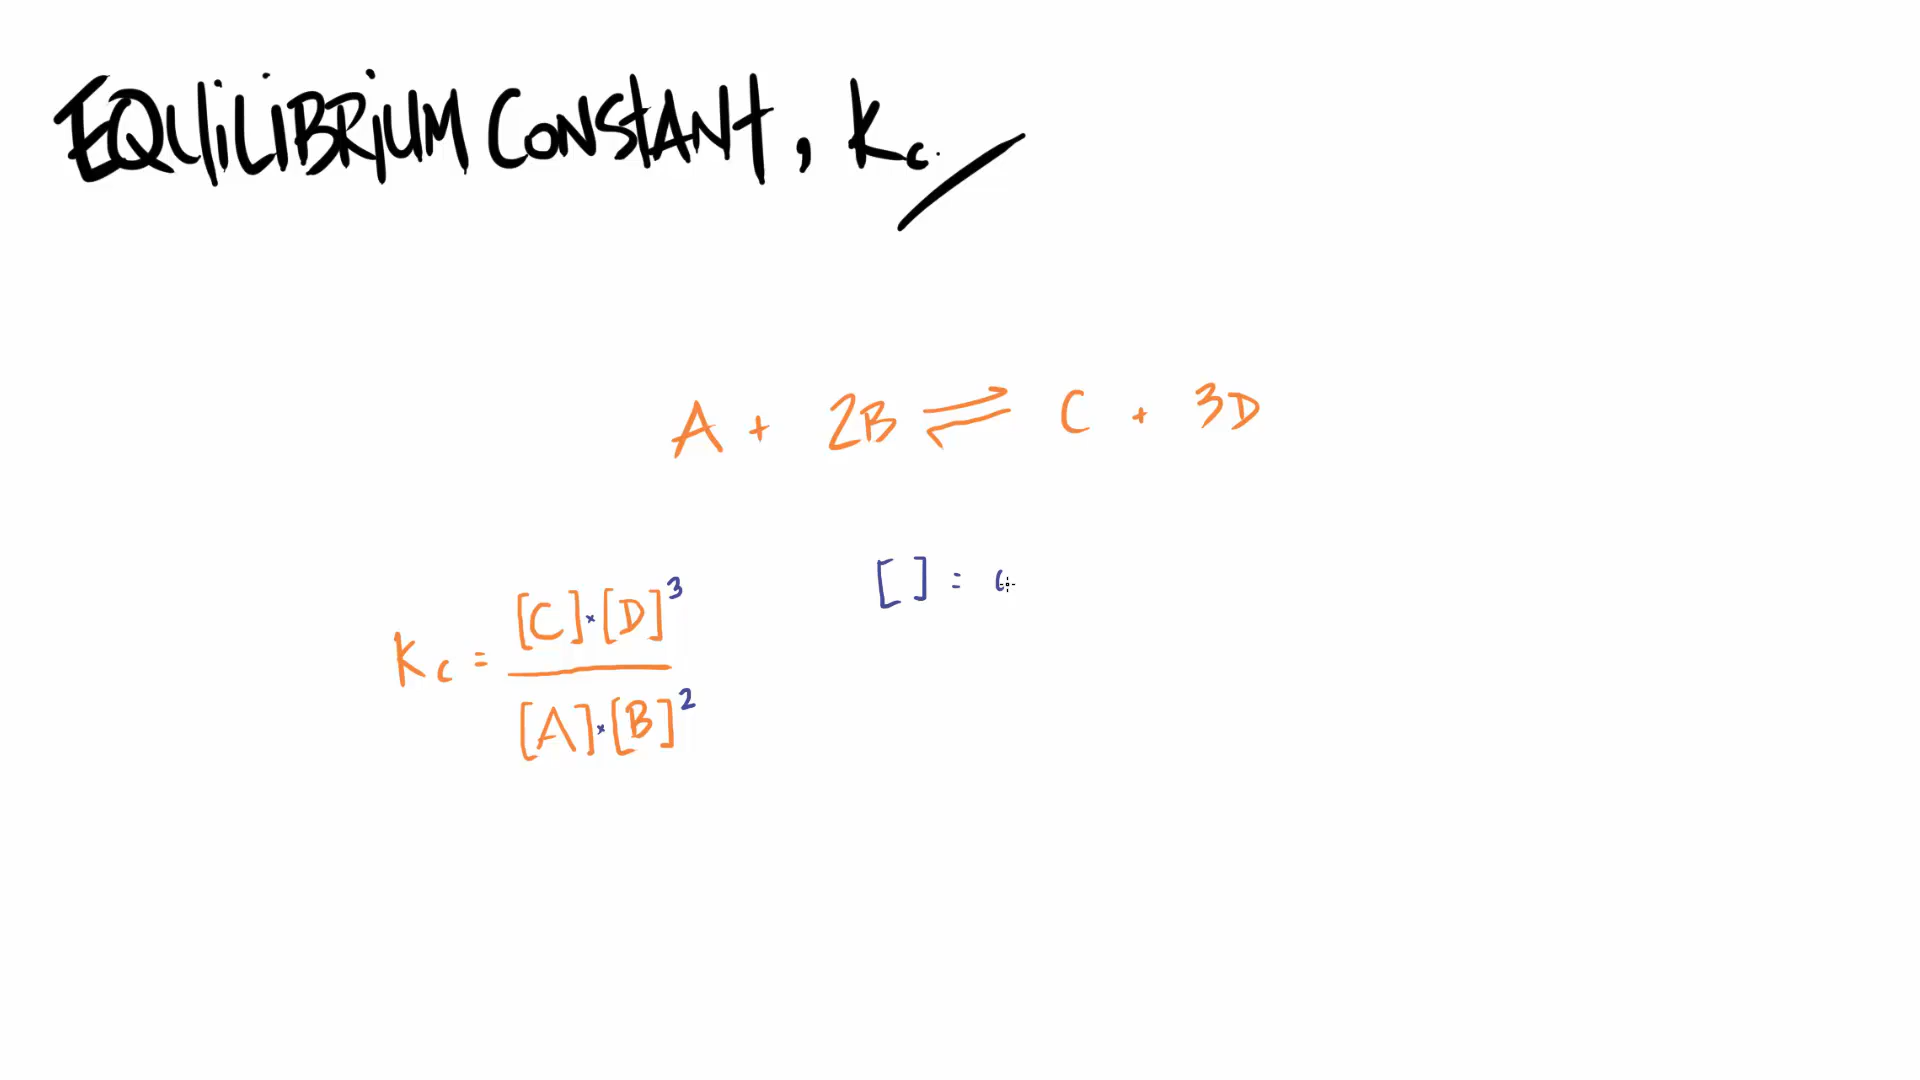 EQUILIBRIUM CONSTANT, Kc.
A + 2B ⇌ C + 3D
Kc = [C]×[D]³ / [A]×[B]²
[ ] =